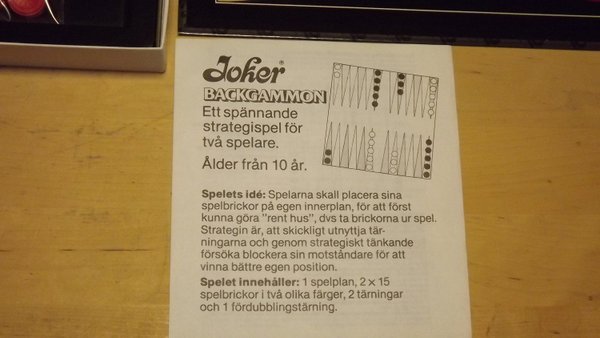 Joker®
BACKGAMMON
Ett spännande
strategispel för
två spelare.
Ålder från 10 år.
Spelets idé: Spelarna skall placera sina
spelbrickor på egen innerplan, för att först
kunna göra "rent hus", dvs ta brickorna ur spel.
Strategin är, att skickligt utnyttja tär-
ningarna och genom strategiskt tänkande
försöka blockera sin motståndare för att
vinna bättre egen position.
Spelet innehåller: 1 spelplan, 2 × 15
spelbrickor i två olika färger, 2 tärningar
och 1 fördubblingstärning.